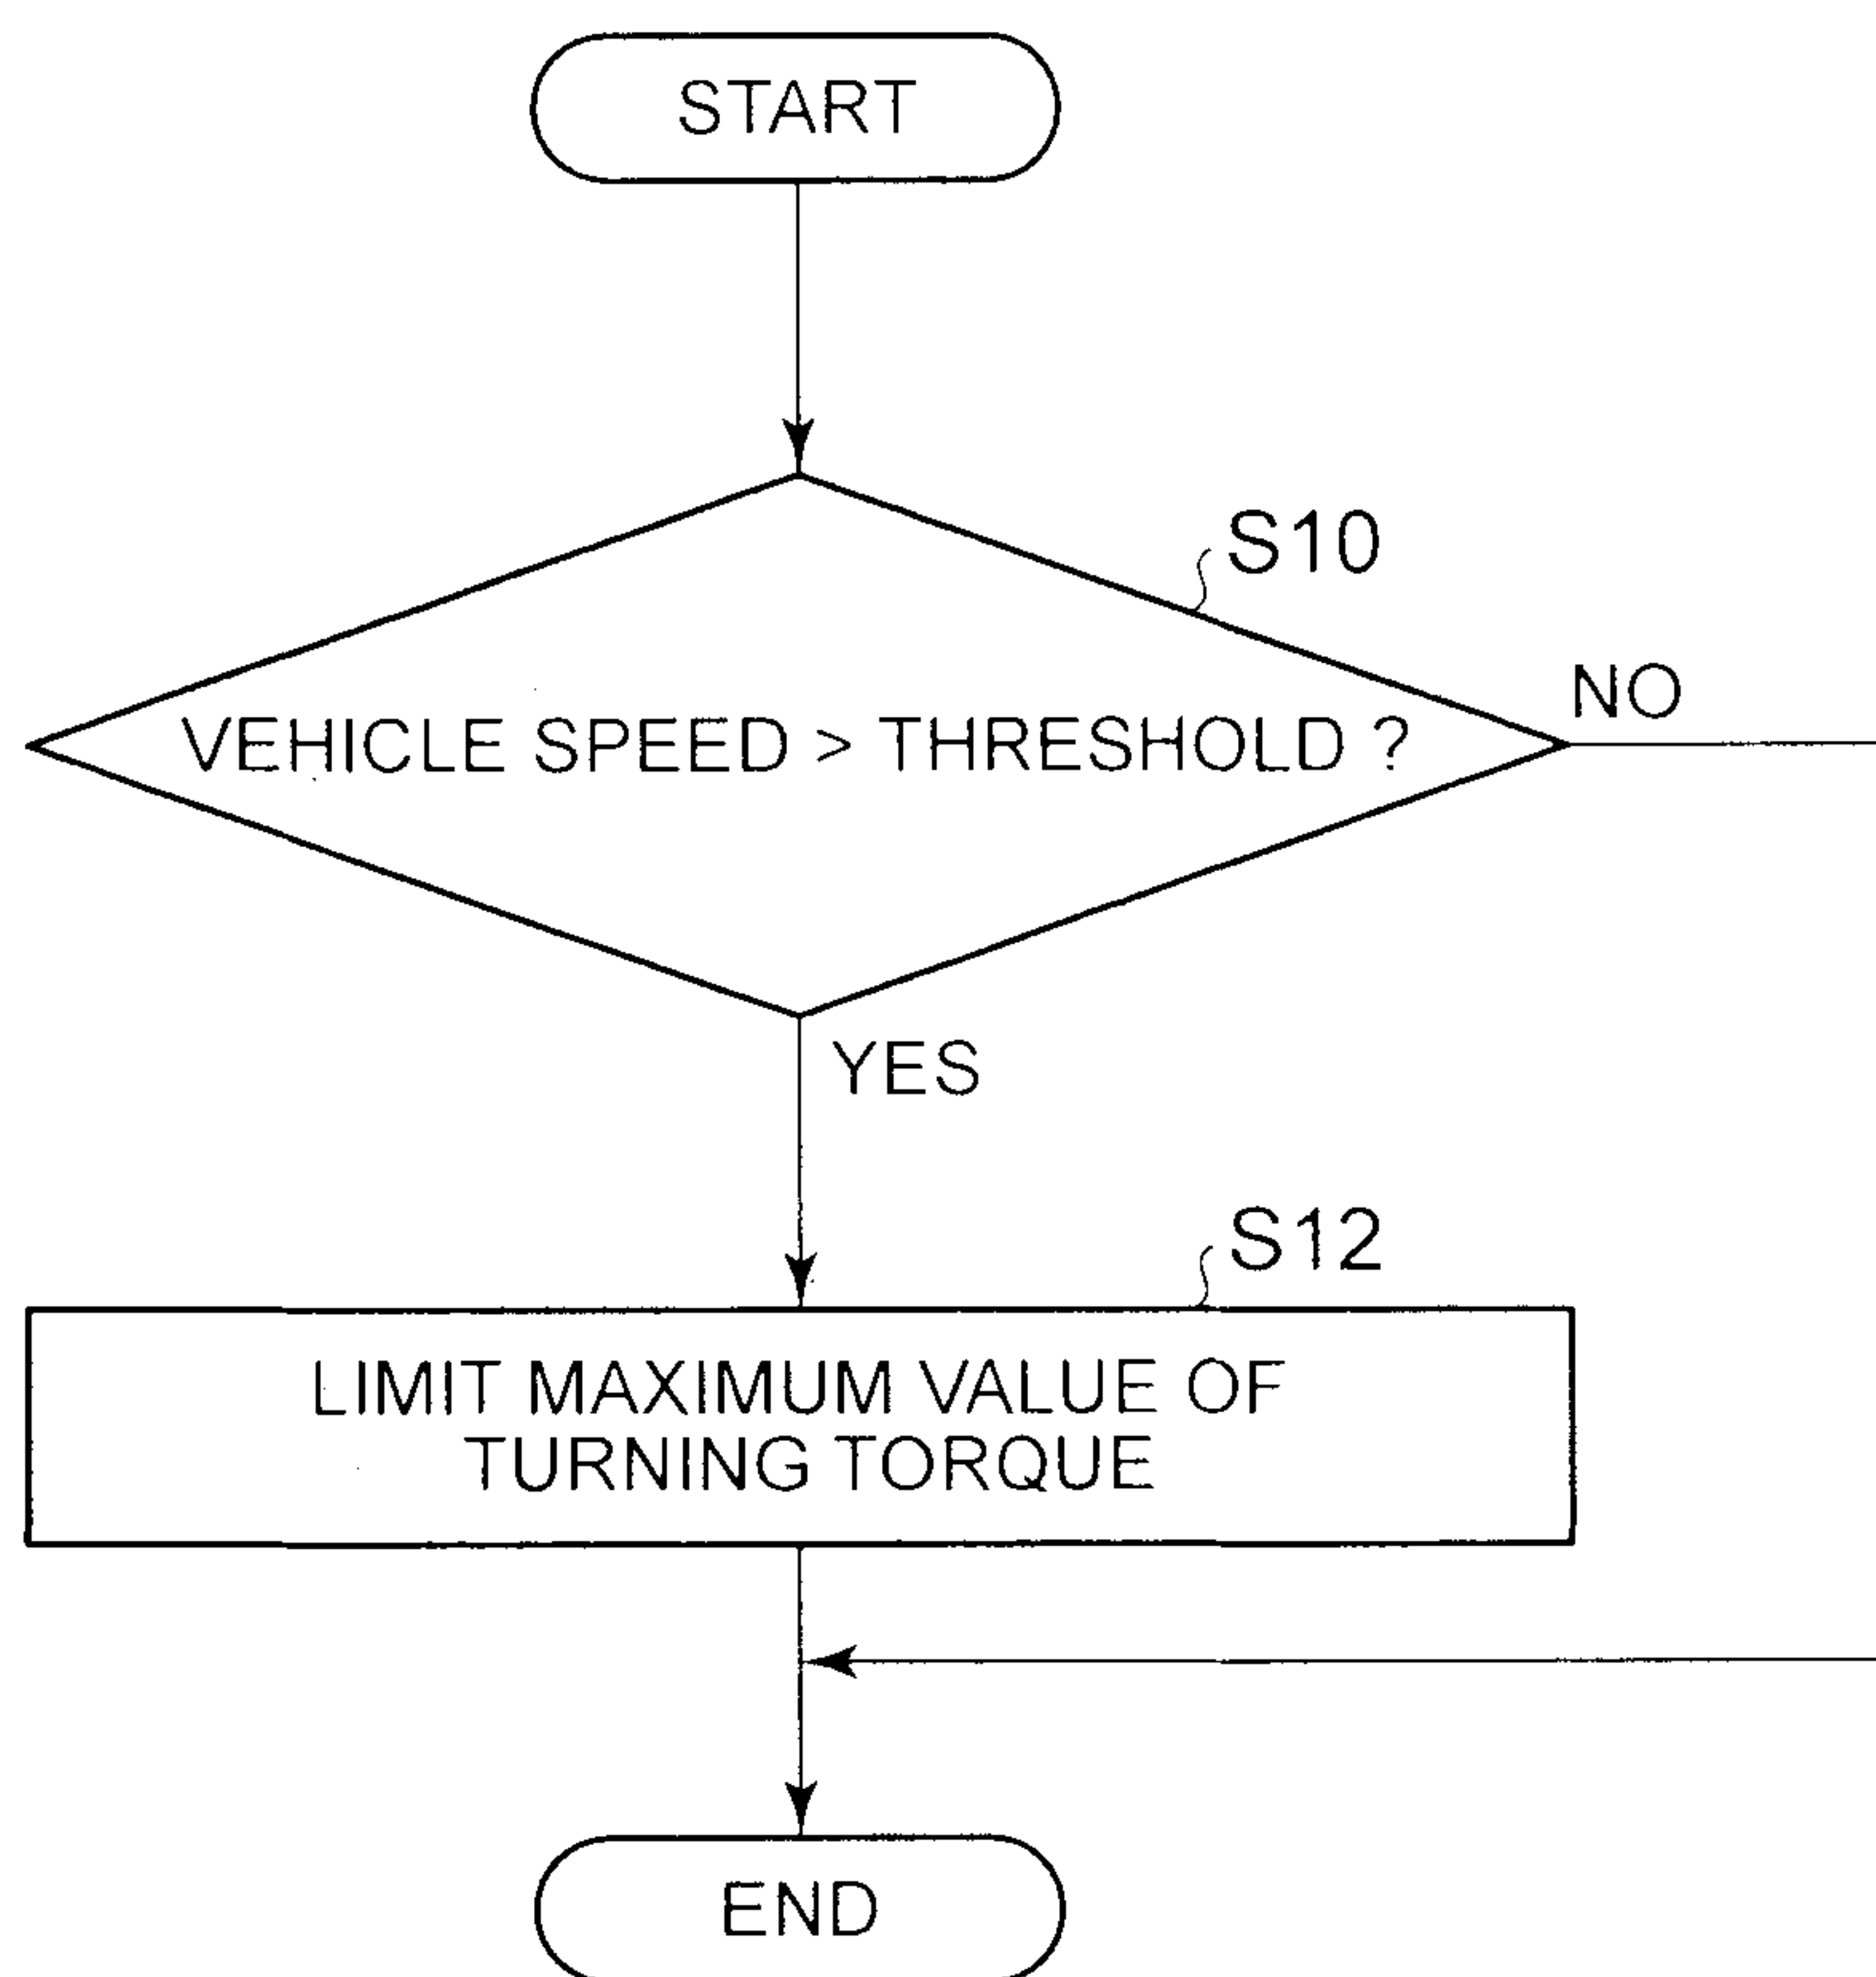 START
S10
VEHICLE SPEED > THRESHOLD ?
NO
YES
S12
LIMIT MAXIMUM VALUE OF
TURNING TORQUE
END